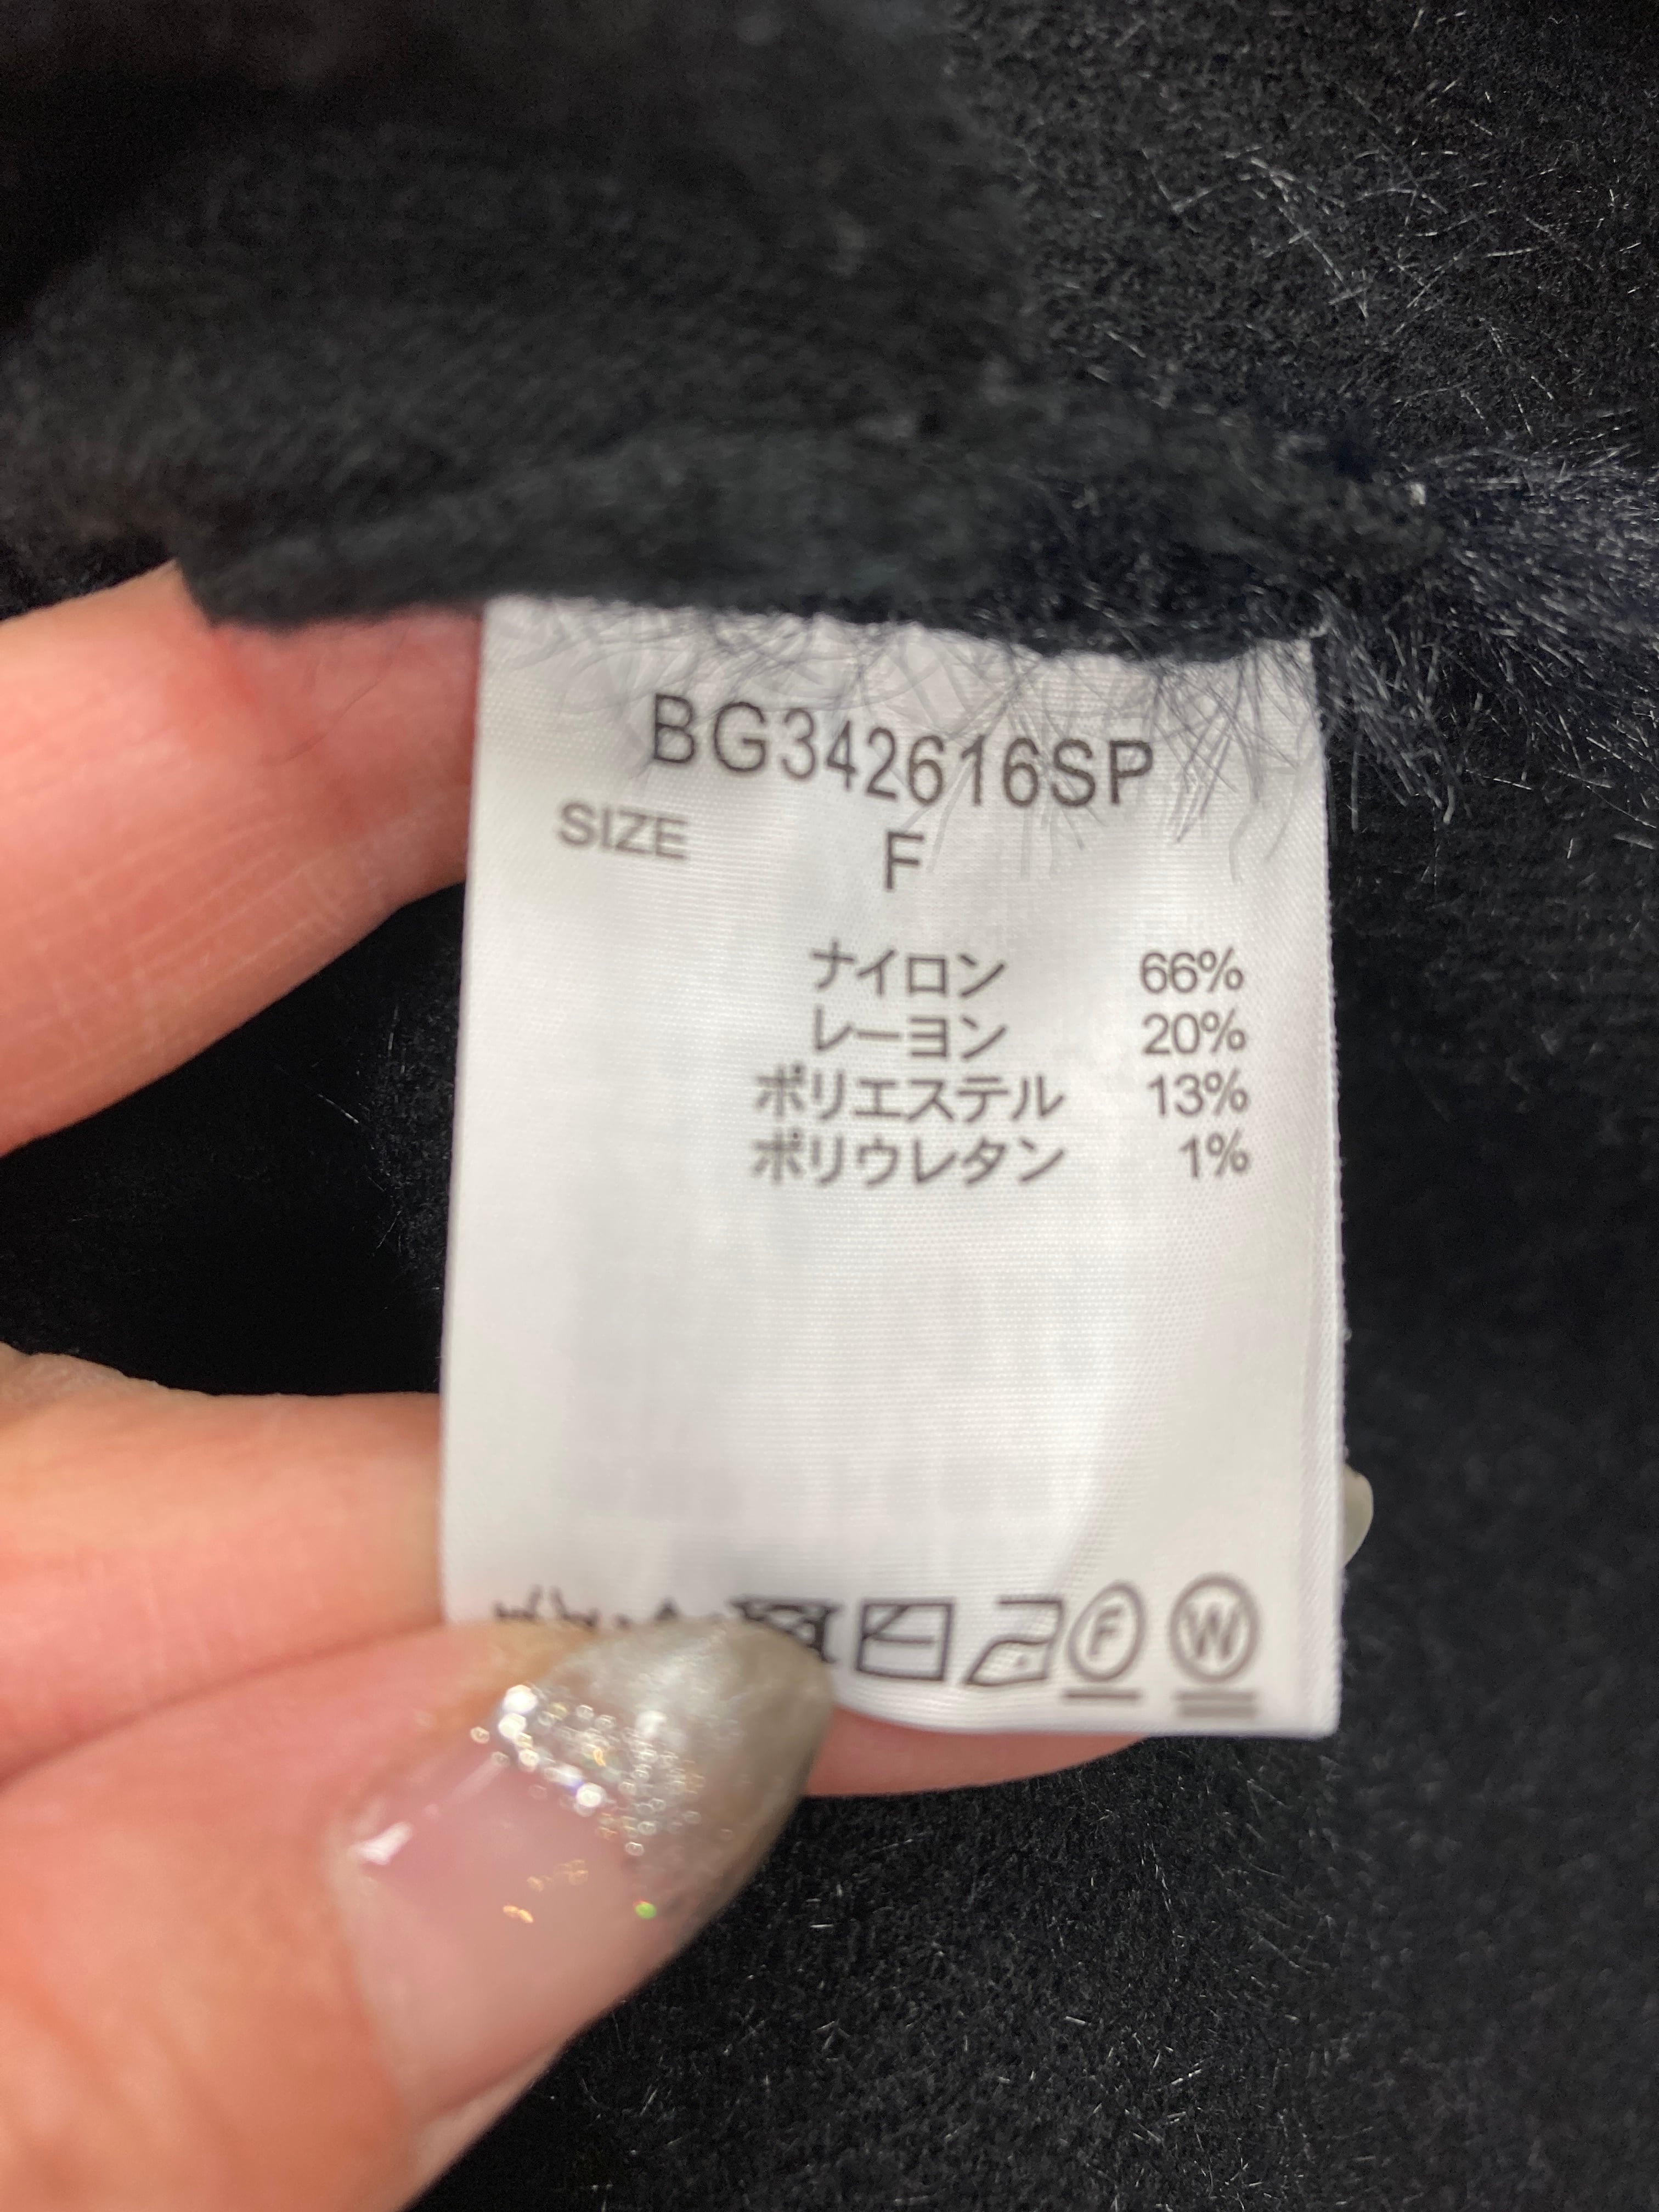 BG342616SP
SIZE F
ナイロン 66%
レーヨン 20%
ポリエステル 13%
ポリウレタン 1%
F W